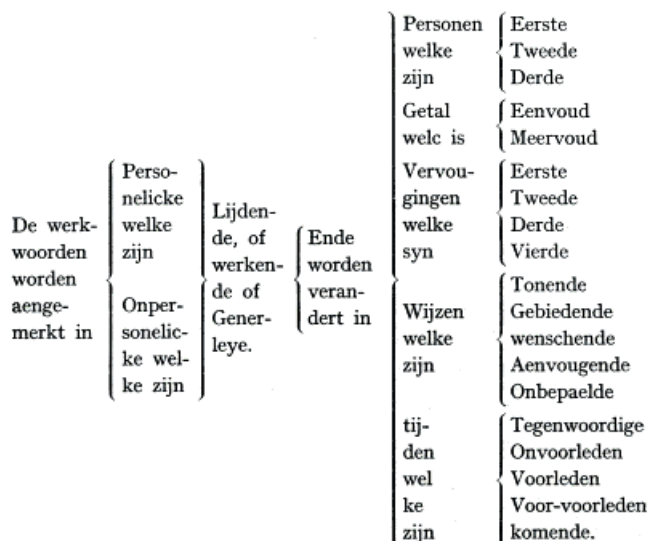 De werk-
woorden
worden
aenge-
merkt in
Perso-
nelicke
welke
zijn
Onper-
sonelic-
ke wel-
ke zijn
Lijden-
de, of
werken-
de of
Gener-
leye.
Ende
worden
veran-
dert in
Personen
welke
zijn
Eerste
Tweede
Derde
Getal
welc is
Eenvoud
Meervoud
Vervou-
gingen
welke
syn
Eerste
Tweede
Derde
Vierde
Wijzen
welke
zijn
Tonende
Gebiedende
wenschende
Aenvougende
Onbepaelde
tij-
den
wel
ke
zijn
Tegenwoordige
Onvoorleden
Voorleden
Voor-voorleden
komende.